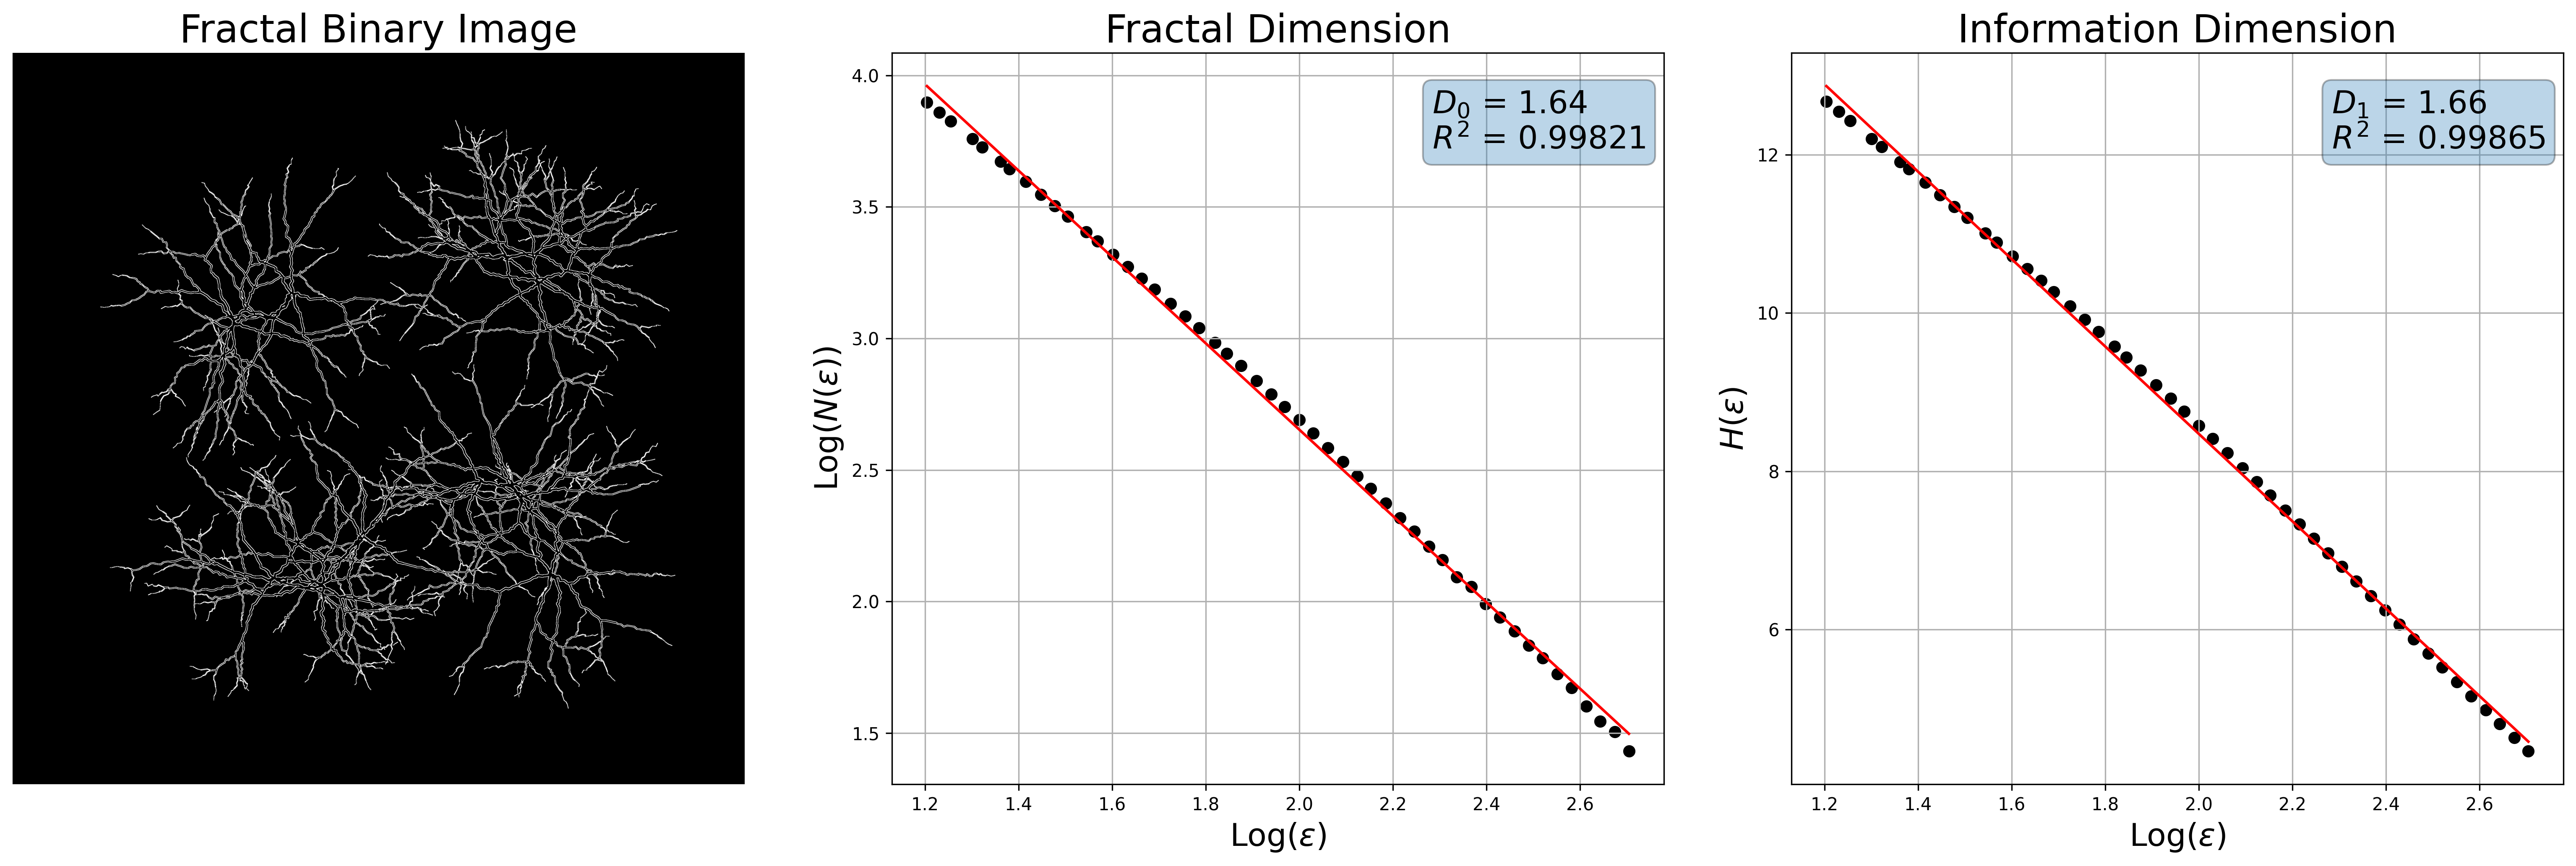 Fractal Binary Image
Fractal Dimension
4.0
3.5
3.0
2.5
2.0
1.5
Log(N(ε))
D₀ = 1.64
R² = 0.99821
1.2 1.4 1.6 1.8 2.0 2.2 2.4 2.6
Log(ε)
Information Dimension
12
10
8
6
H(ε)
D₁ = 1.66
R² = 0.99865
1.2 1.4 1.6 1.8 2.0 2.2 2.4 2.6
Log(ε)